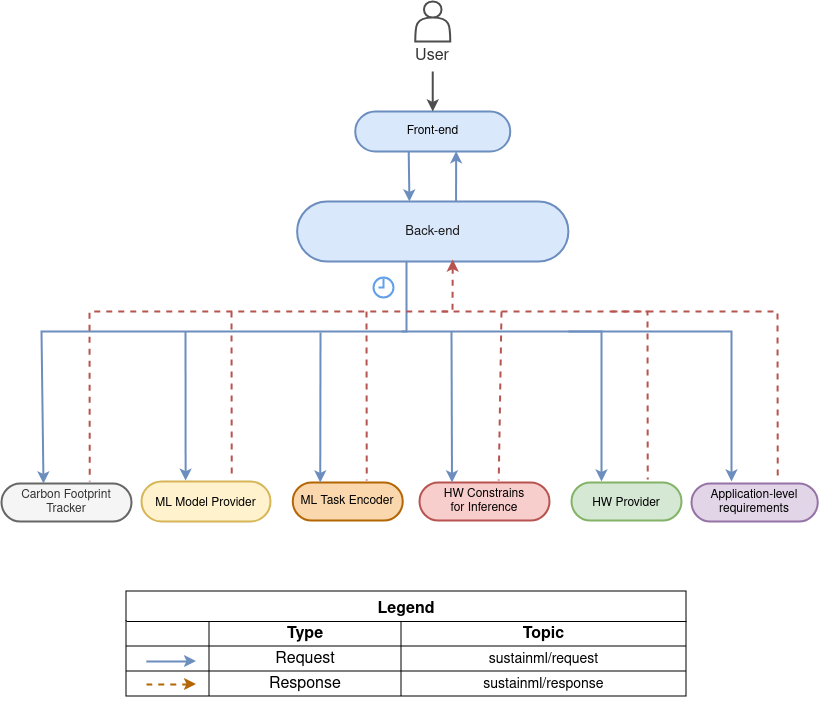 User
Front-end
Back-end
Carbon Footprint
Tracker
ML Model Provider
ML Task Encoder
HW Constrains
for Inference
HW Provider
Application-level
requirements
Legend
Type Topic
Request sustainml/request
Response sustainml/response